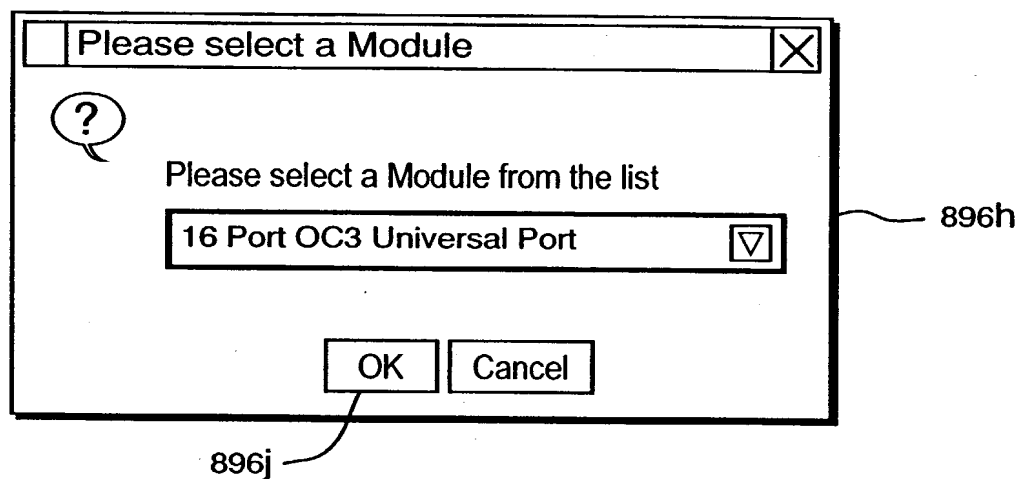 Please select a Module
?
Please select a Module from the list
16 Port OC3 Universal Port
896h
OK Cancel
896j